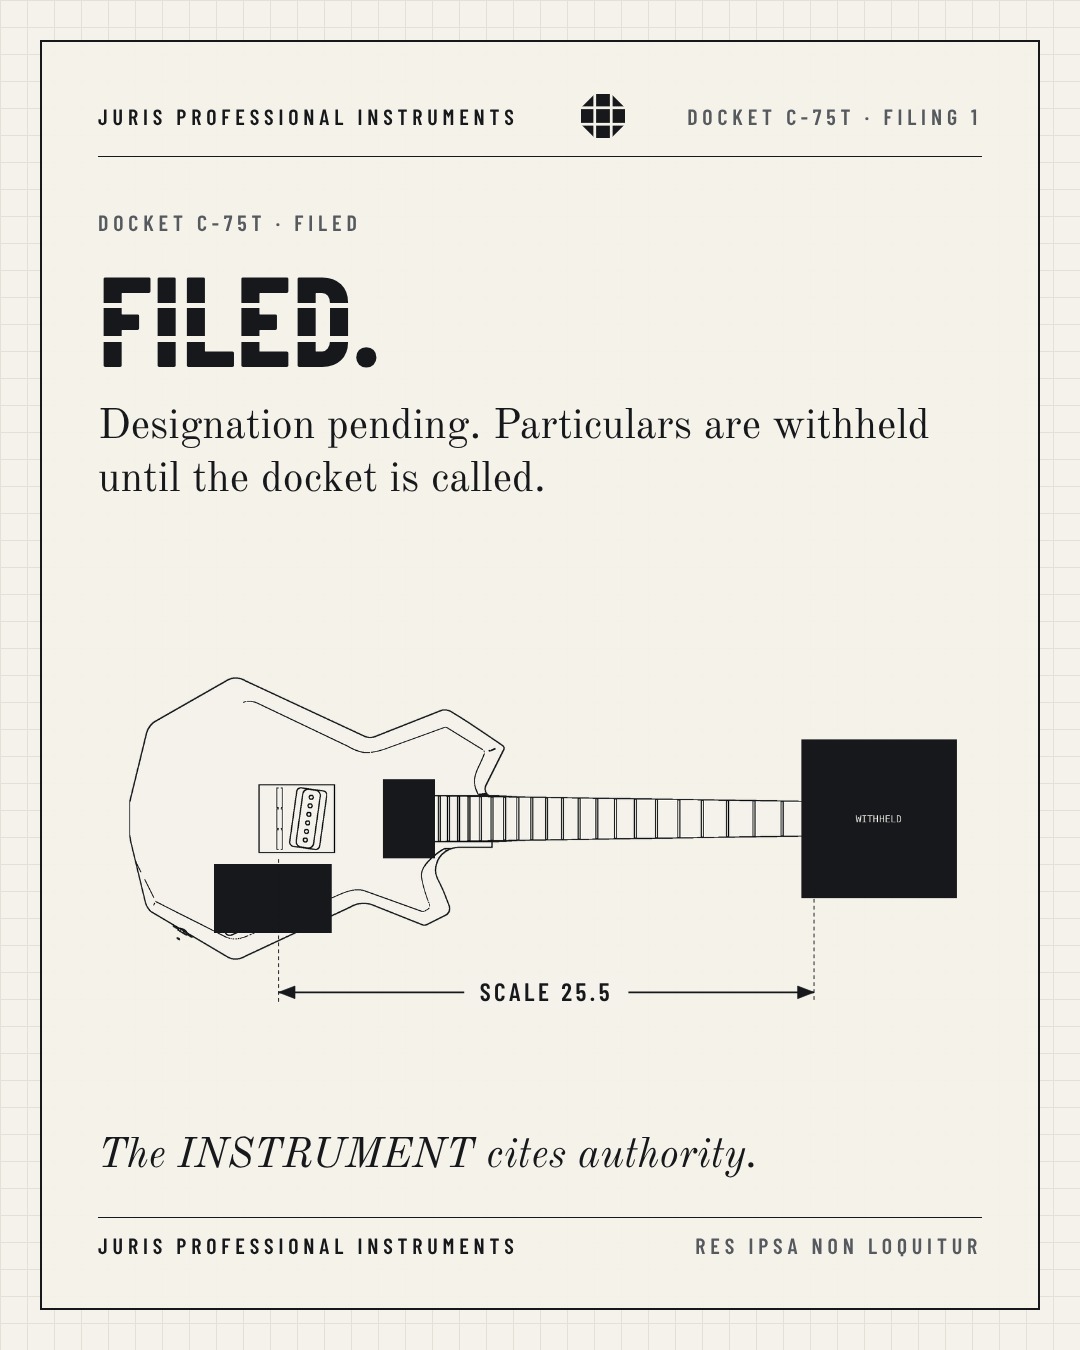 JURIS PROFESSIONAL INSTRUMENTS
DOCKET C-75T · FILING 1
DOCKET C-75T · FILED
FILED.
Designation pending. Particulars are withheld
until the docket is called.
WITHHELD
SCALE 25.5
The INSTRUMENT cites authority.
JURIS PROFESSIONAL INSTRUMENTS
RES IPSA NON LOQUITUR